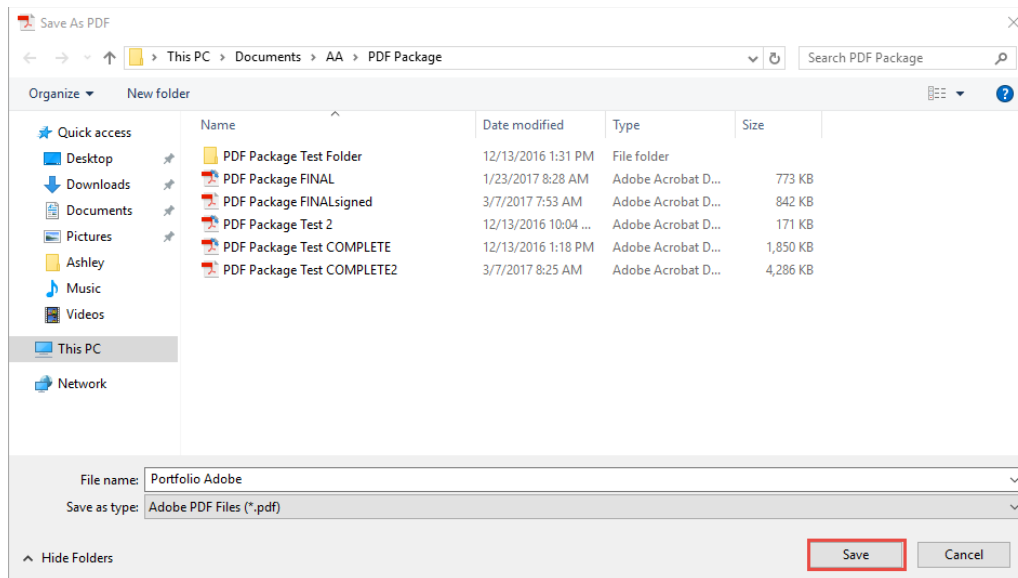 Save As PDF
This PC > Documents > AA > PDF Package
Search PDF Package
Organize
New folder
Quick access
Desktop
Downloads
Documents
Pictures
Ashley
Music
Videos
This PC
Network
Name Date modified Type Size
PDF Package Test Folder 12/13/2016 1:31 PM File folder
PDF Package FINAL 1/23/2017 8:28 AM Adobe Acrobat D... 773 KB
PDF Package FINALsigned 3/7/2017 7:53 AM Adobe Acrobat D... 842 KB
PDF Package Test 2 12/13/2016 10:04 ... Adobe Acrobat D... 171 KB
PDF Package Test COMPLETE 12/13/2016 1:18 PM Adobe Acrobat D... 1,850 KB
PDF Package Test COMPLETE2 3/7/2017 8:25 AM Adobe Acrobat D... 4,286 KB
File name: Portfolio Adobe
Save as type: Adobe PDF Files (*.pdf)
Hide Folders
Save
Cancel